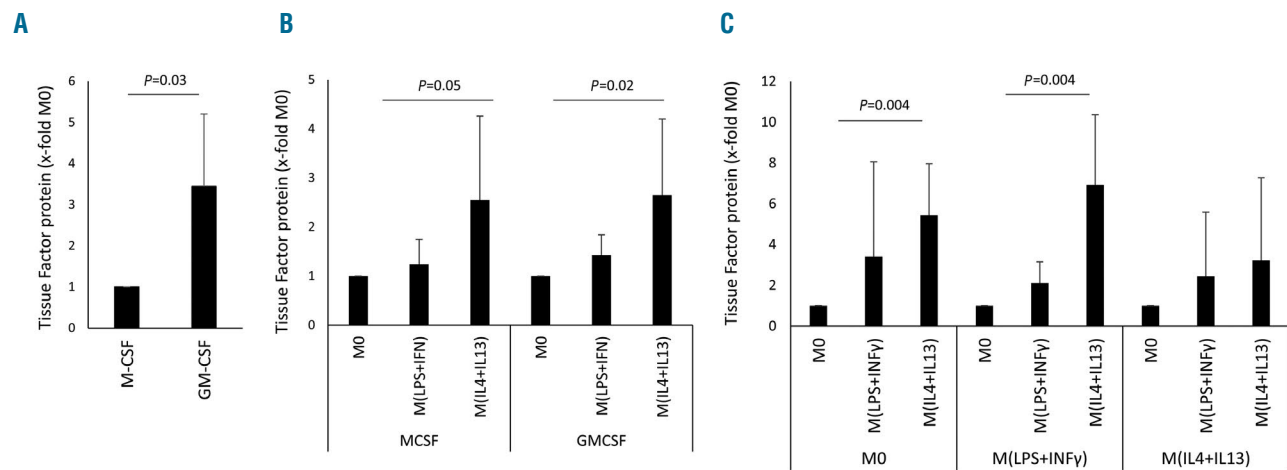 A
Tissue Factor protein (x-fold M0)
6
5
4
3
2
1
0
P=0.03
M-CSF
GM-CSF
B
Tissue Factor protein (x-fold M0)
5
4
3
2
1
0
P=0.05
P=0.02
M0
M(LPS+IFN)
M(IL4+IL13)
M0
M(LPS+IFN)
M(IL4+IL13)
MCSF
GMCSF
C
Tissue Factor protein (x-fold M0)
12
10
8
6
4
2
0
P=0.004
P=0.004
M0
M(LPS+INFγ)
M(IL4+IL13)
M0
M(LPS+INFγ)
M(IL4+IL13)
M0
M(LPS+INFγ)
M(IL4+IL13)
M0
M(LPS+INFγ)
M(IL4+IL13)